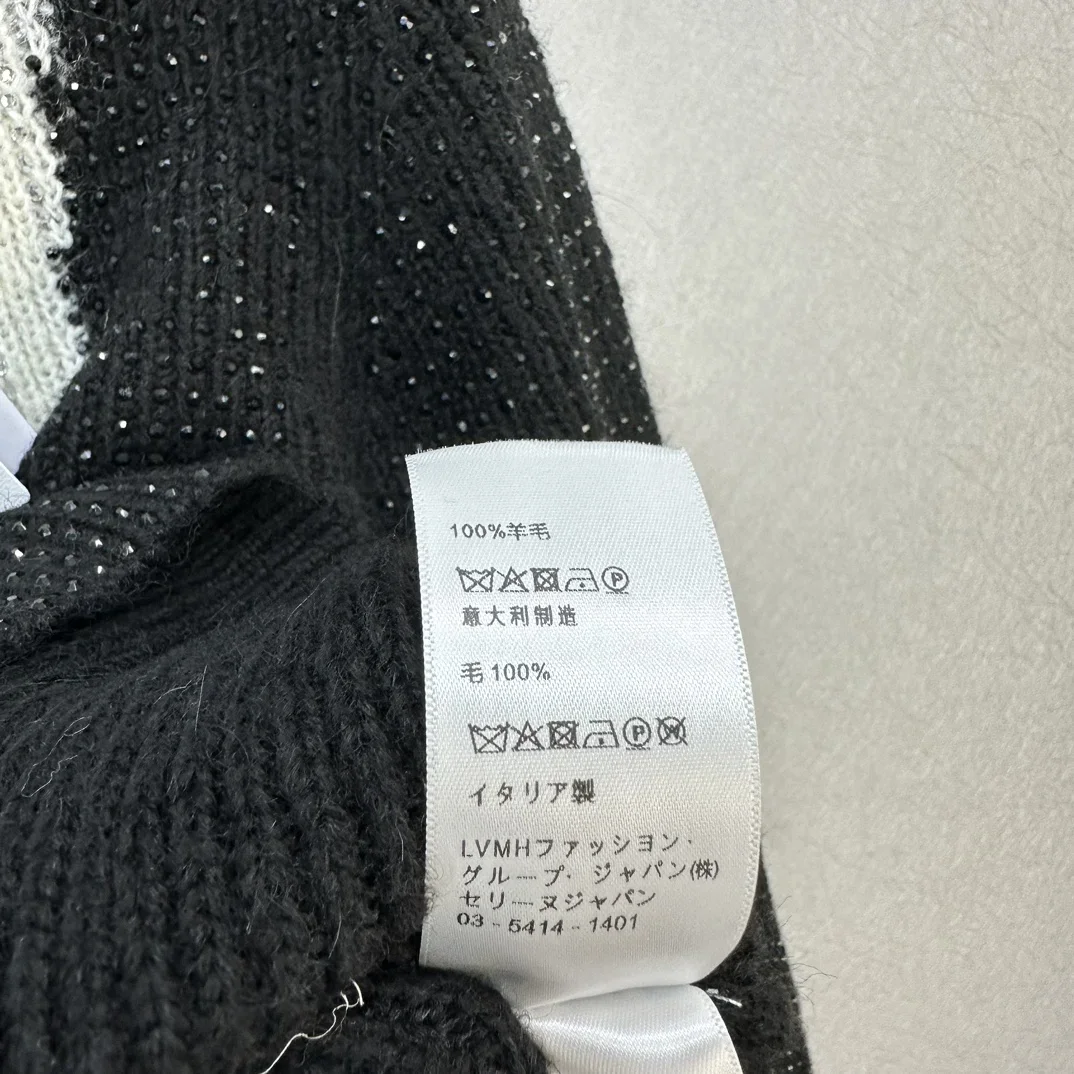 100%羊毛
P
意大利制造
毛 100%
P W
イタリア製
LVMHファッション・
グループ・ジャパン(株)
セリーヌジャパン
03 - 5414 - 1401